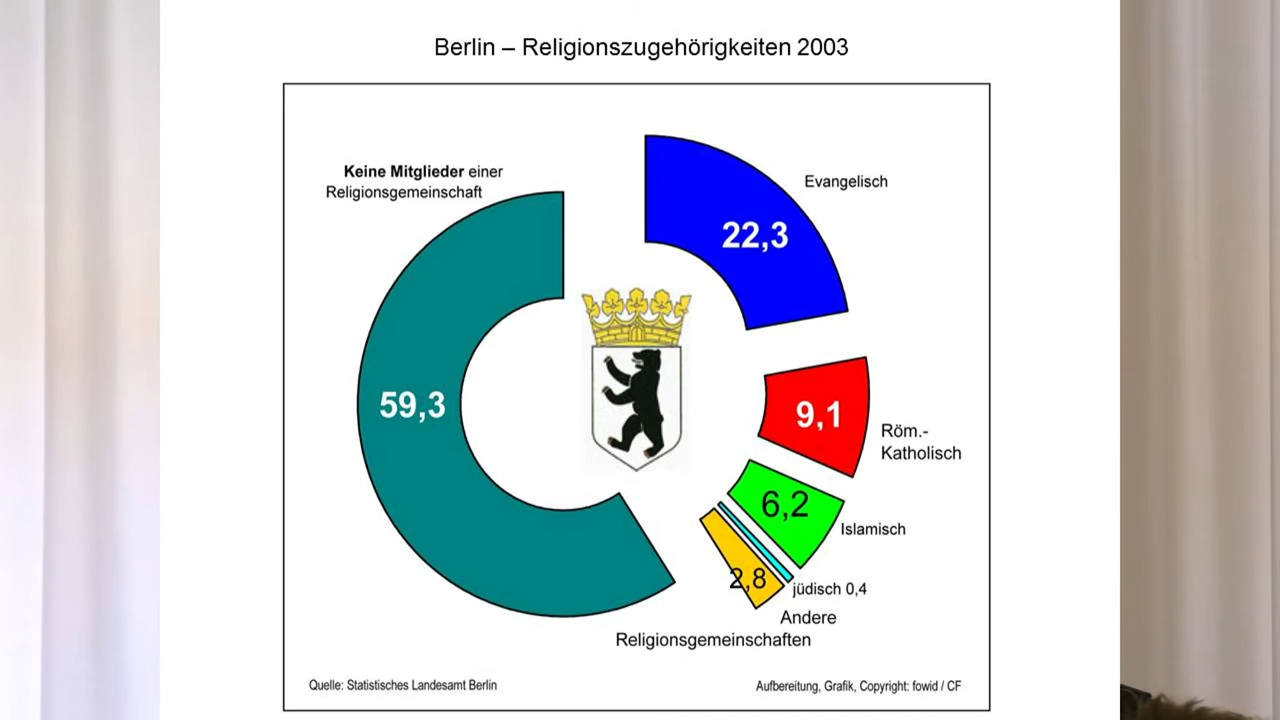 Berlin – Religionszugehörigkeiten 2003
Keine Mitglieder einer
Religionsgemeinschaft
Evangelisch
22,3
59,3
9,1
Röm.-
Katholisch
6,2
Islamisch
2,8
jüdisch 0,4
Andere
Religionsgemeinschaften
Quelle: Statistisches Landesamt Berlin
Aufbereitung, Grafik, Copyright: fowid / CF